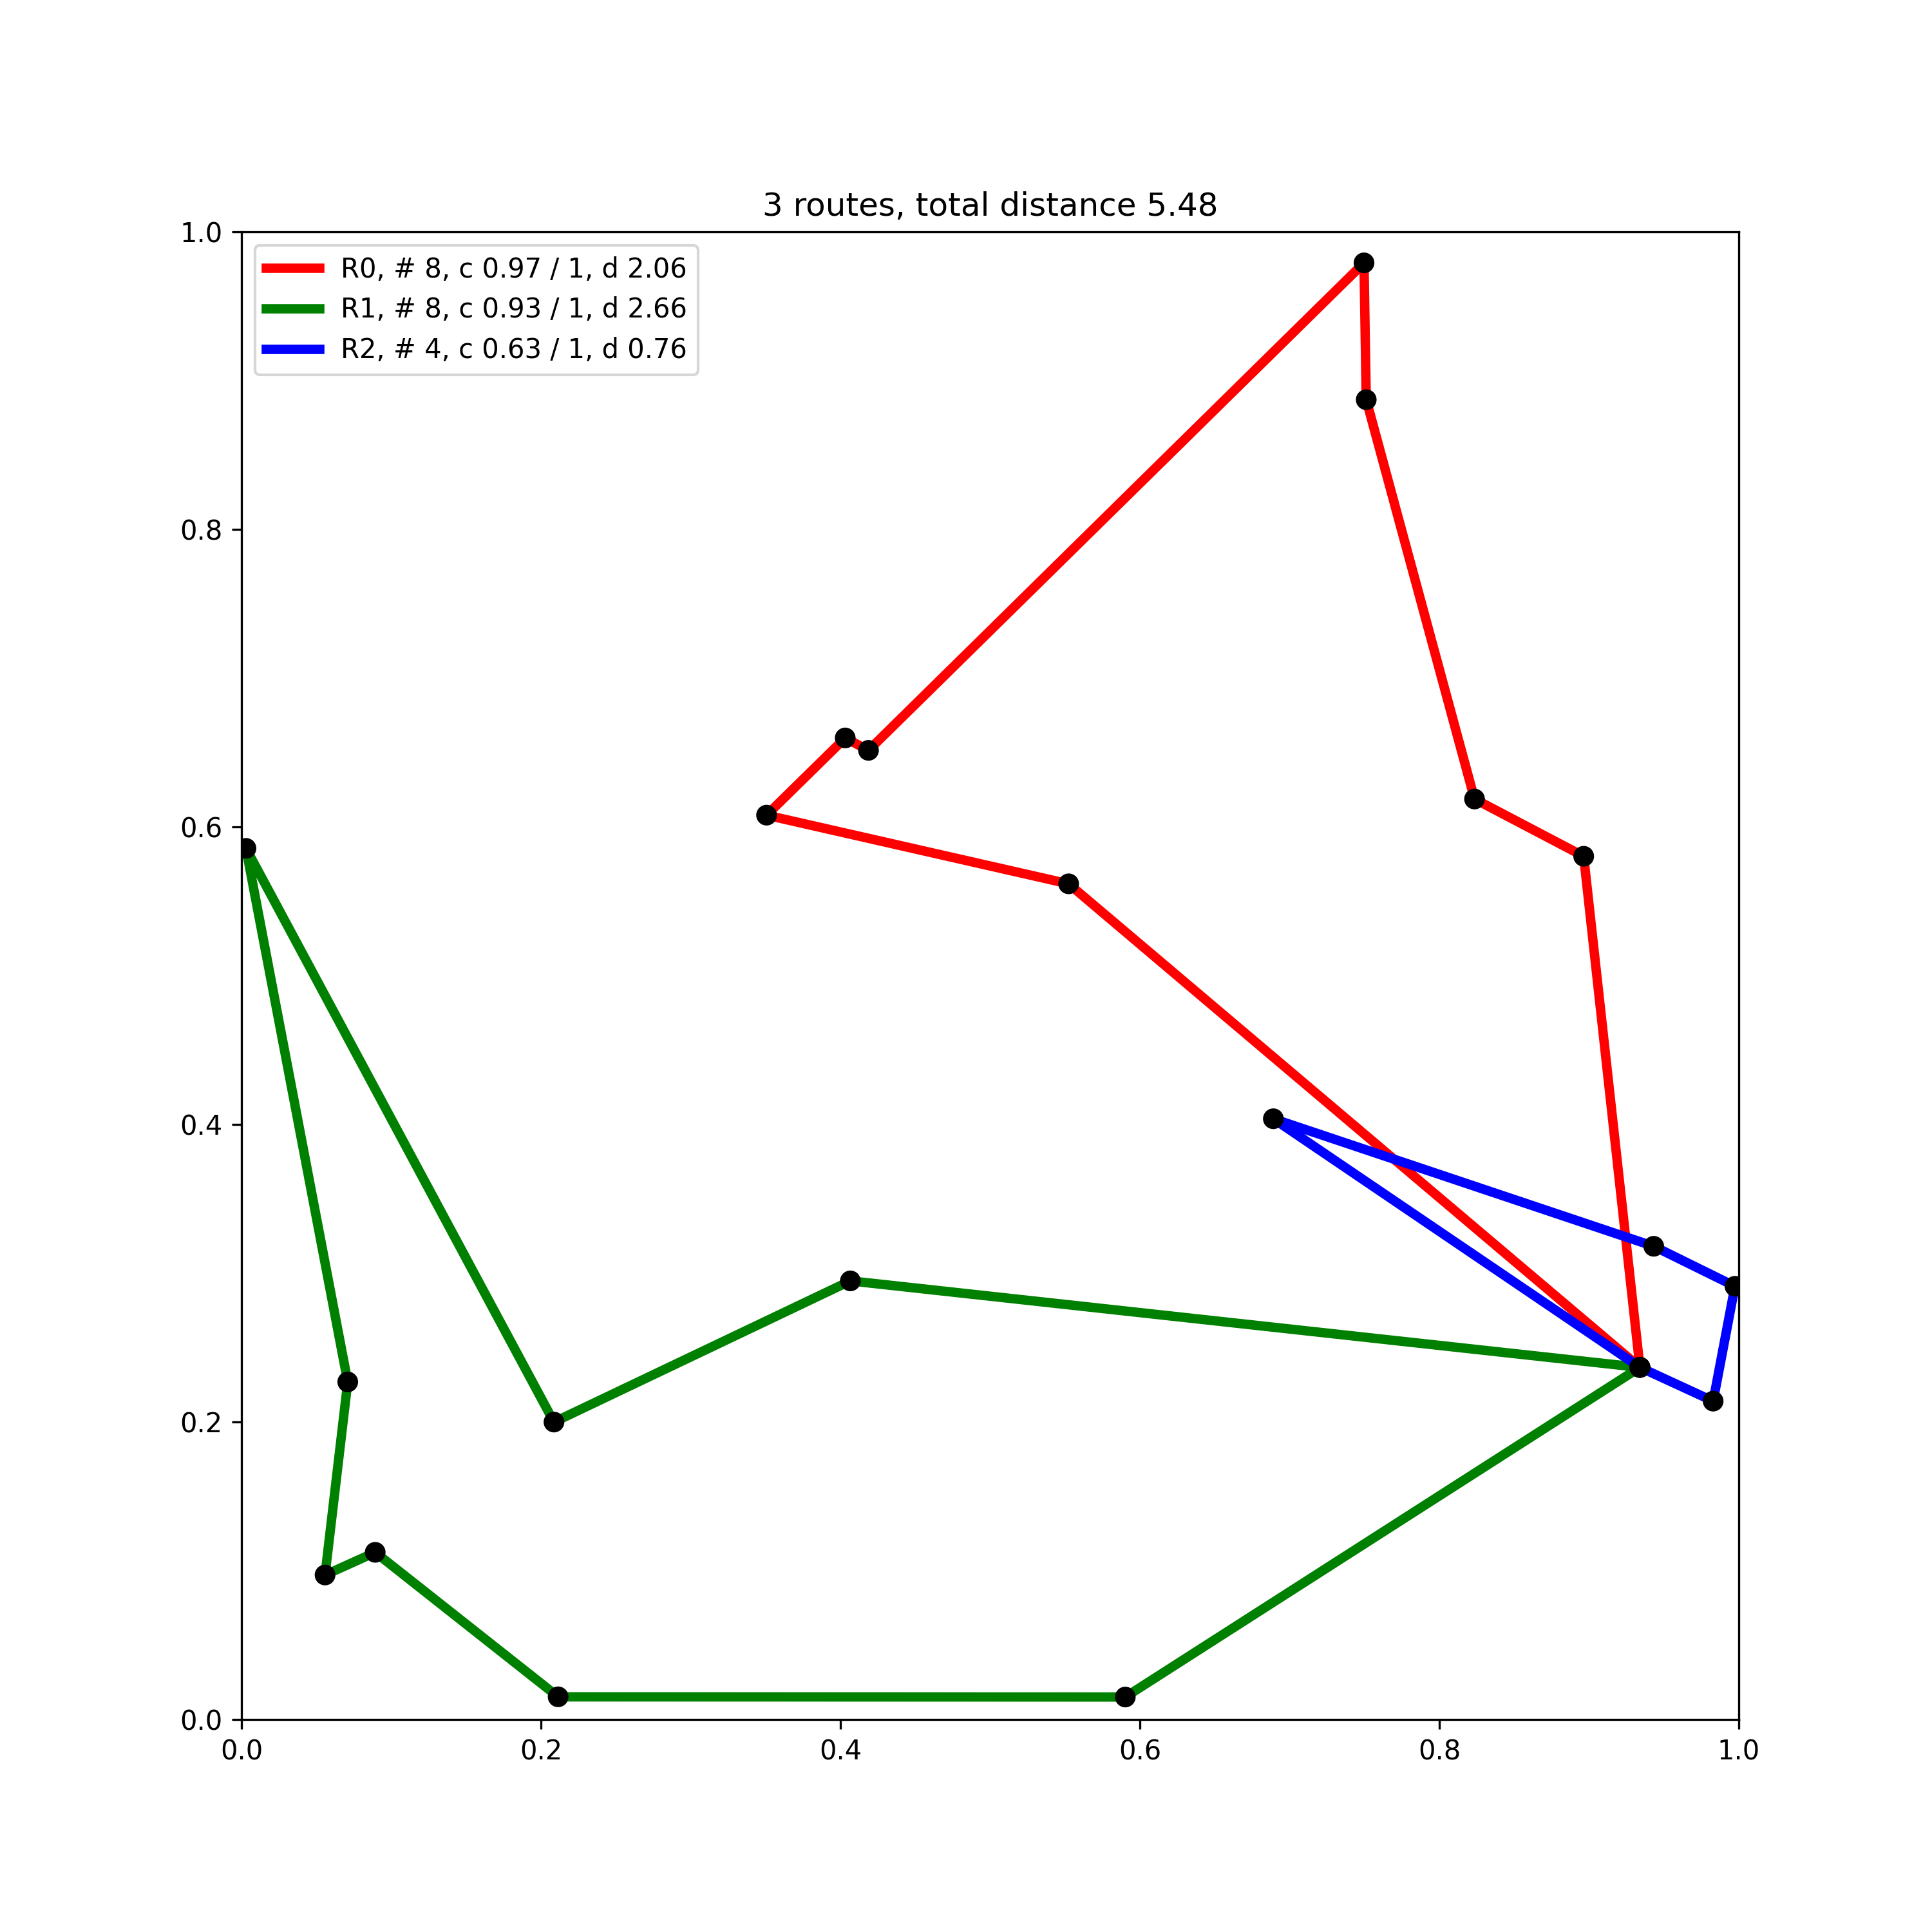 3 routes, total distance 5.48
R0, # 8, c 0.97 / 1, d 2.06
R1, # 8, c 0.93 / 1, d 2.66
R2, # 4, c 0.63 / 1, d 0.76
1.0
0.8
0.6
0.4
0.2
0.0
0.0 0.2 0.4 0.6 0.8 1.0